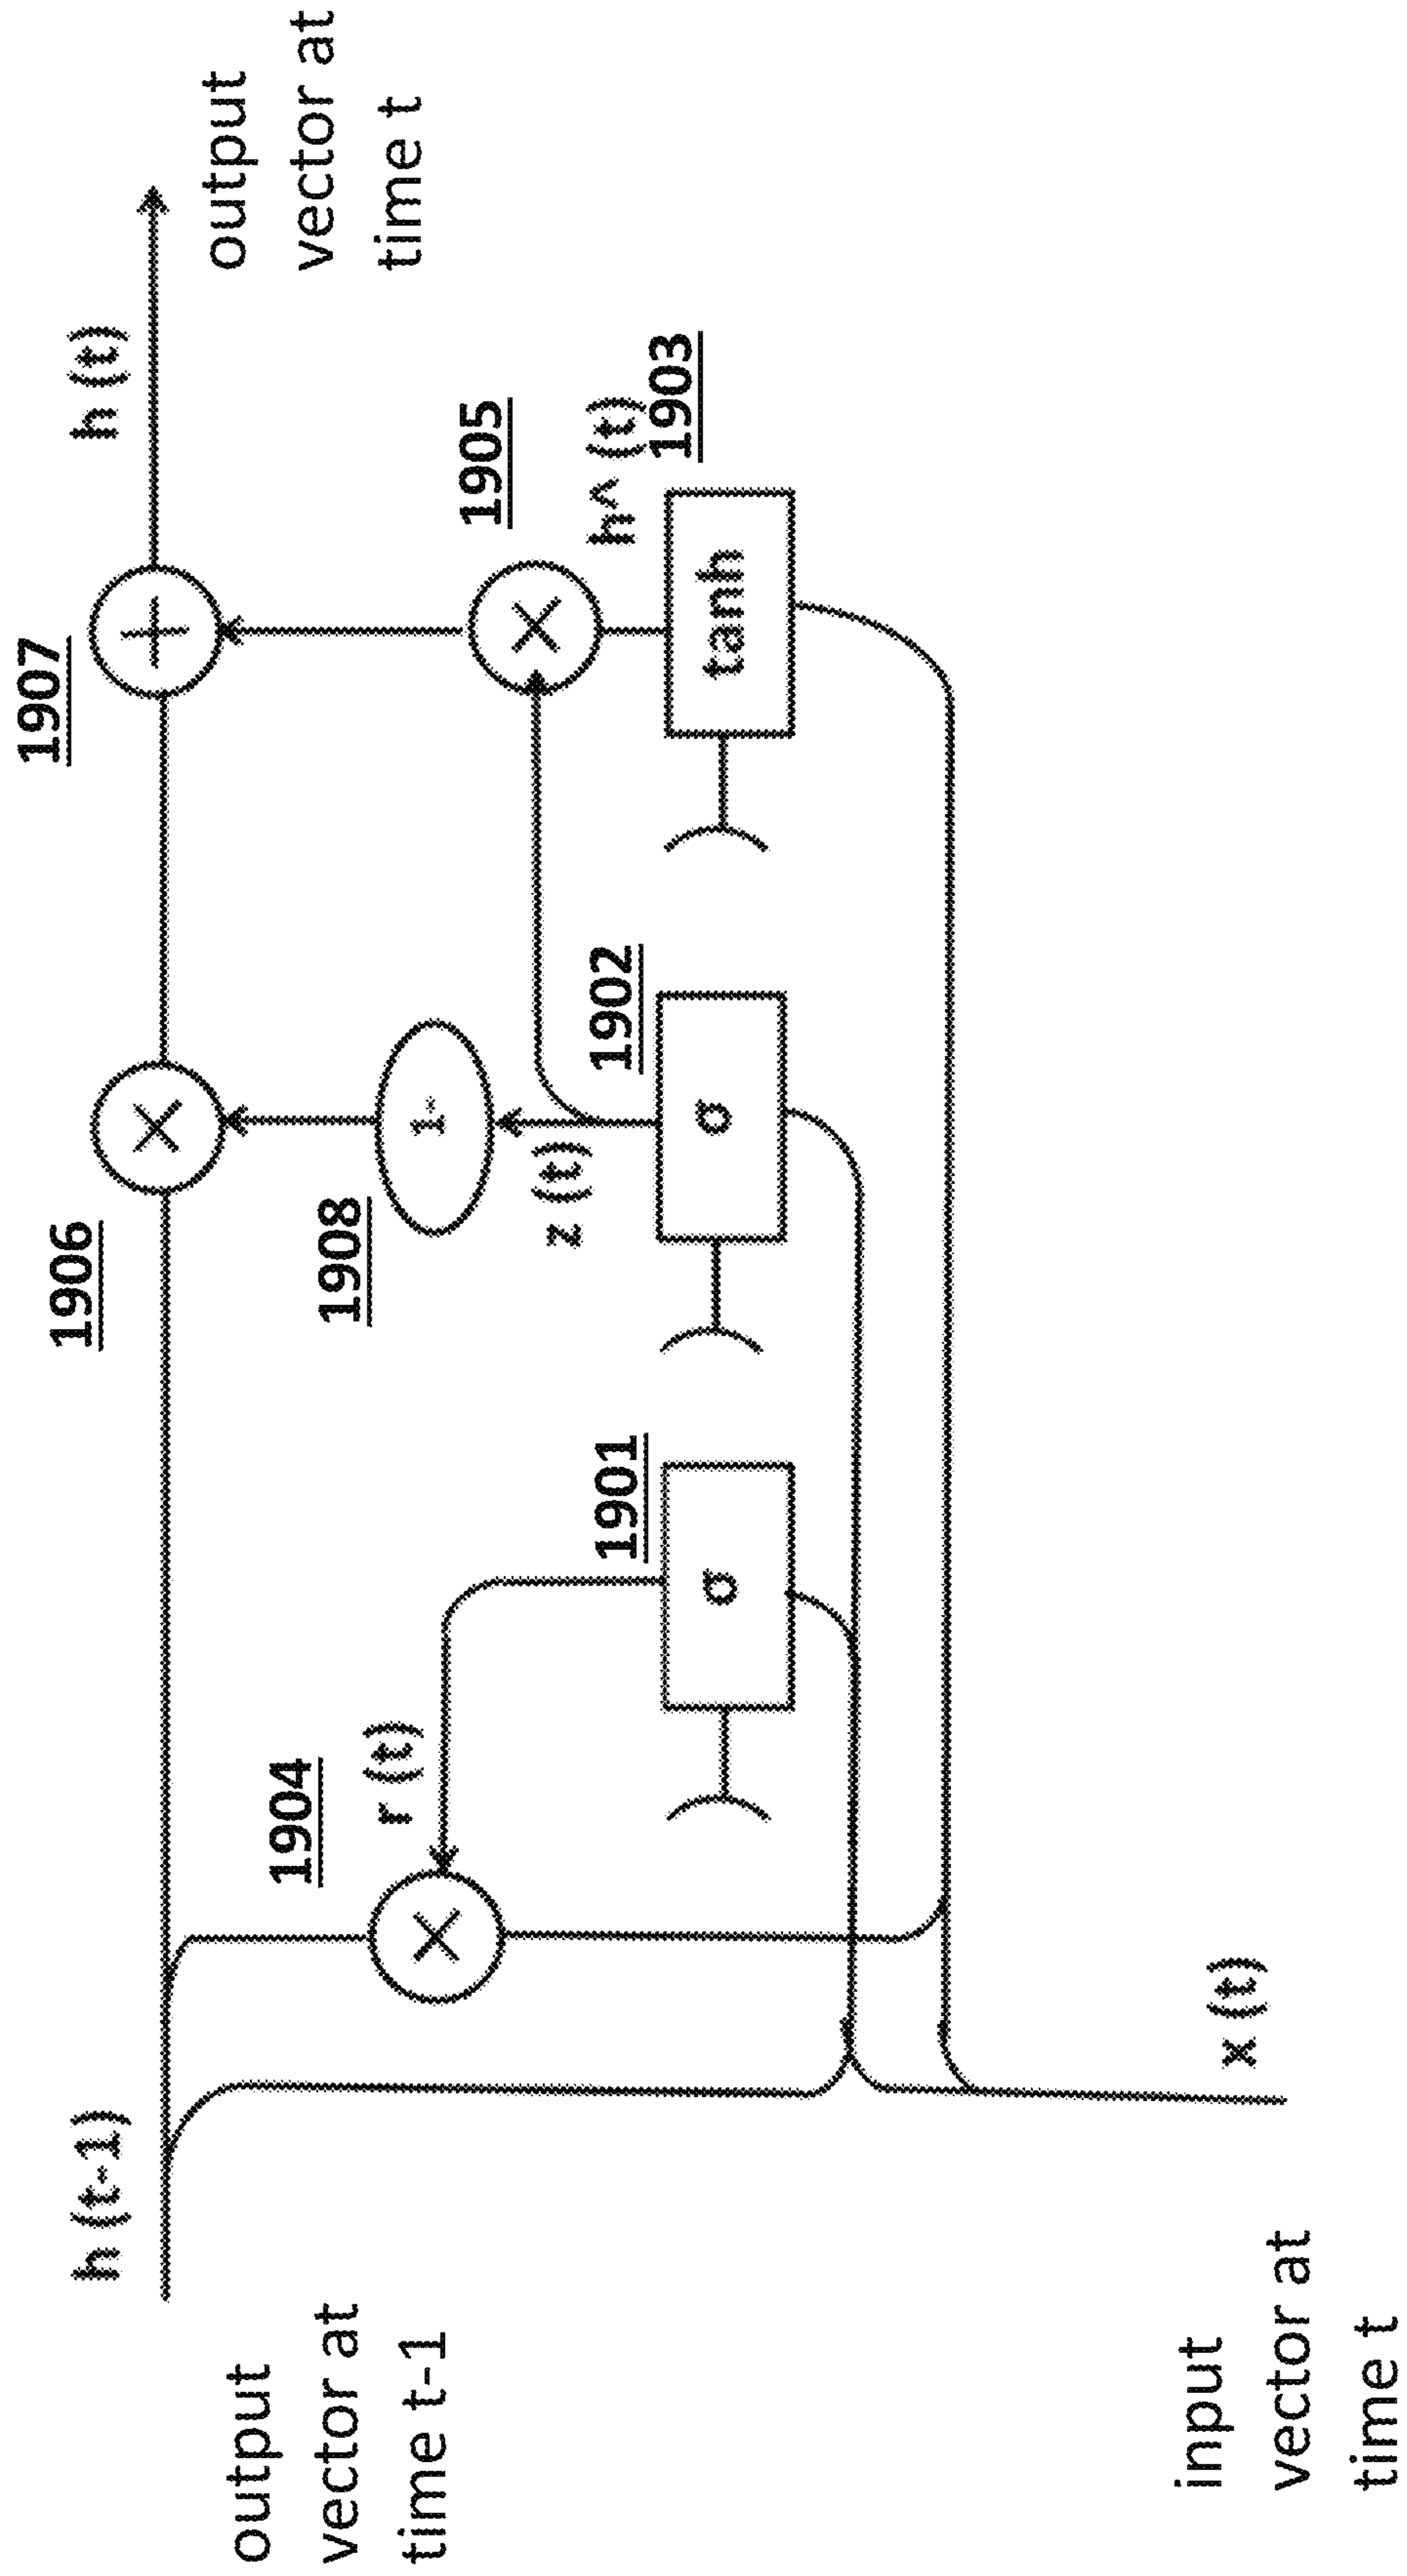 h (t-1)
output
vector at
time t-1
1906
1907
h (t)
output
vector at
time t
1904
r (t)
1908
1-
z (t)
1905
h^ (t)
1901
σ
1902
σ
1903
tanh
x (t)
input
vector at
time t